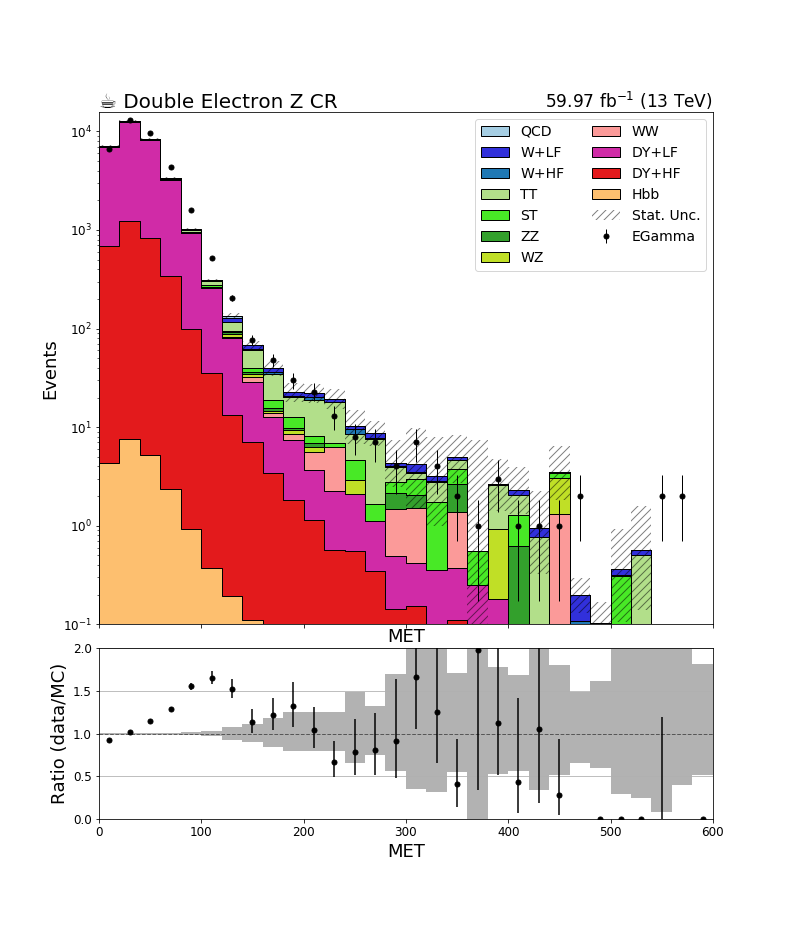 ☕ Double Electron Z CR
59.97 fb⁻¹ (13 TeV)
QCD
W+LF
W+HF
TT
ST
ZZ
WZ
WW
DY+LF
DY+HF
Hbb
Stat. Unc.
EGamma
Events
10⁴
10³
10²
10¹
10⁰
10⁻¹
MET
Ratio (data/MC)
2.0
1.5
1.0
0.5
0.0
0 100 200 300 400 500 600
MET